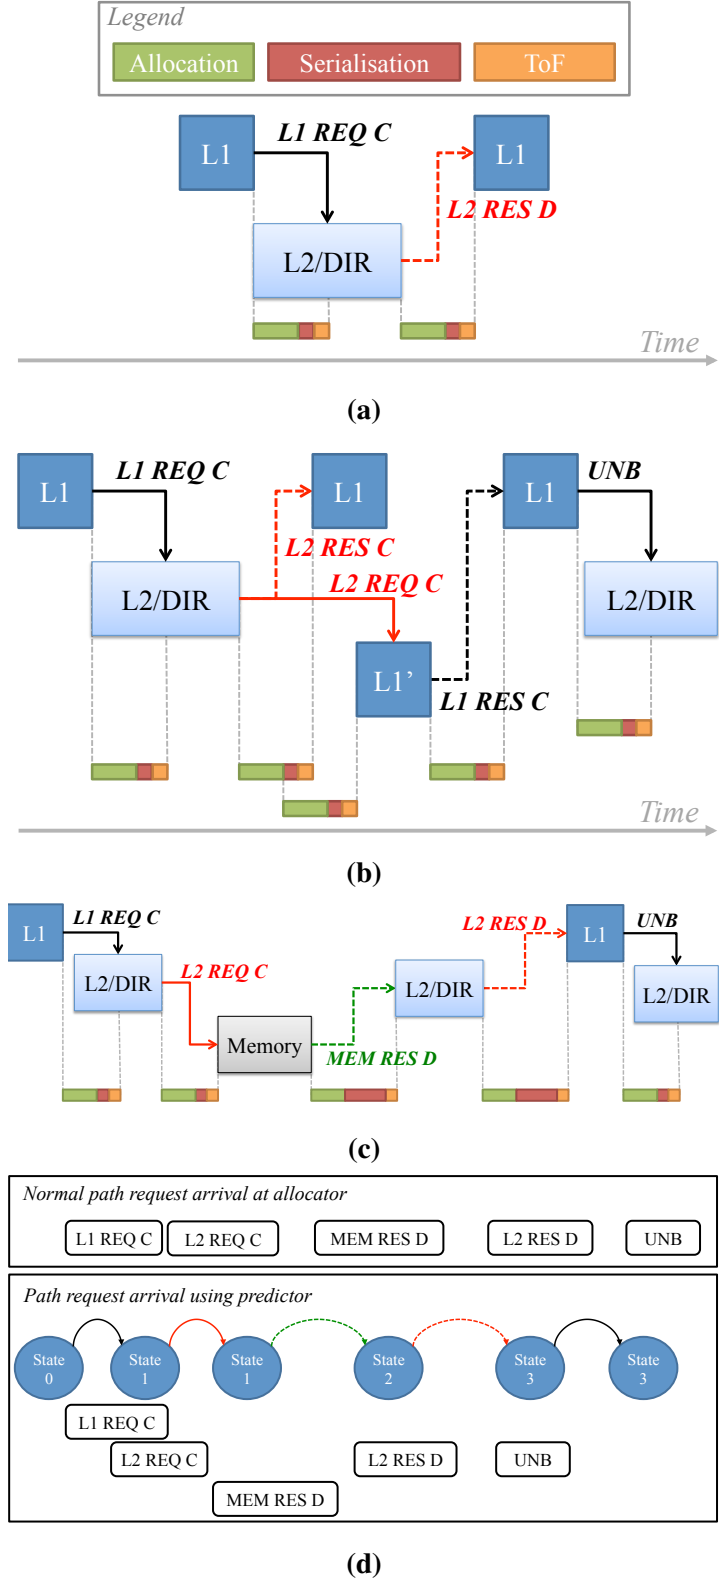 Legend
Allocation Serialisation ToF
L1 REQ C
L1 L1
L2 RES D
L2/DIR
Time
(a)
L1 REQ C UNB
L1 L1 L1
L2 RES C
L2 REQ C
L2/DIR L2/DIR
L1'
L1 RES C
Time
(b)
L1 REQ C L2 RES D UNB
L1 L1
L2 REQ C
L2/DIR L2/DIR L2/DIR
Memory
MEM RES D
(c)
Normal path request arrival at allocator
L1 REQ C L2 REQ C MEM RES D L2 RES D UNB
Path request arrival using predictor
State State State State State State
0 1 1 2 3 3
L1 REQ C
L2 REQ C L2 RES D UNB
MEM RES D
(d)